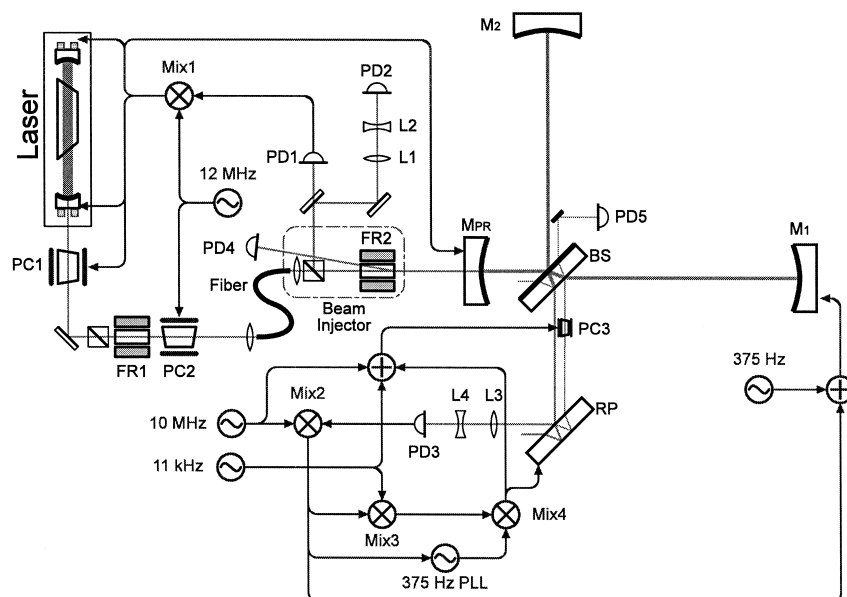 M2
Laser
Mix1
PD2
L2
L1
PD1
12 MHz
PD5
MPR
M1
PD4
FR2
BS
PC1
Fiber
Beam
Injector
PC3
FR1
PC2
375 Hz
L4
L3
RP
Mix2
10 MHz
PD3
11 kHz
Mix3
Mix4
375 Hz PLL